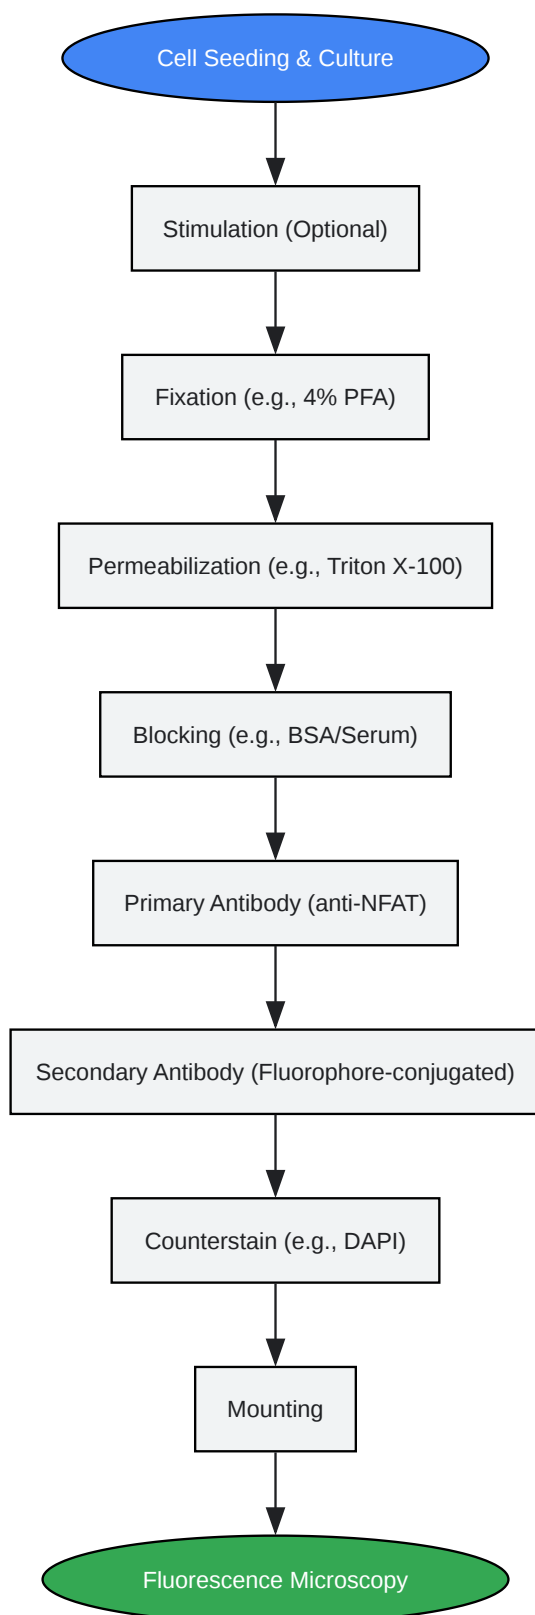 Cell Seeding & Culture
Stimulation (Optional)
Fixation (e.g., 4% PFA)
Permeabilization (e.g., Triton X-100)
Blocking (e.g., BSA/Serum)
Primary Antibody (anti-NFAT)
Secondary Antibody (Fluorophore-conjugated)
Counterstain (e.g., DAPI)
Mounting
Fluorescence Microscopy